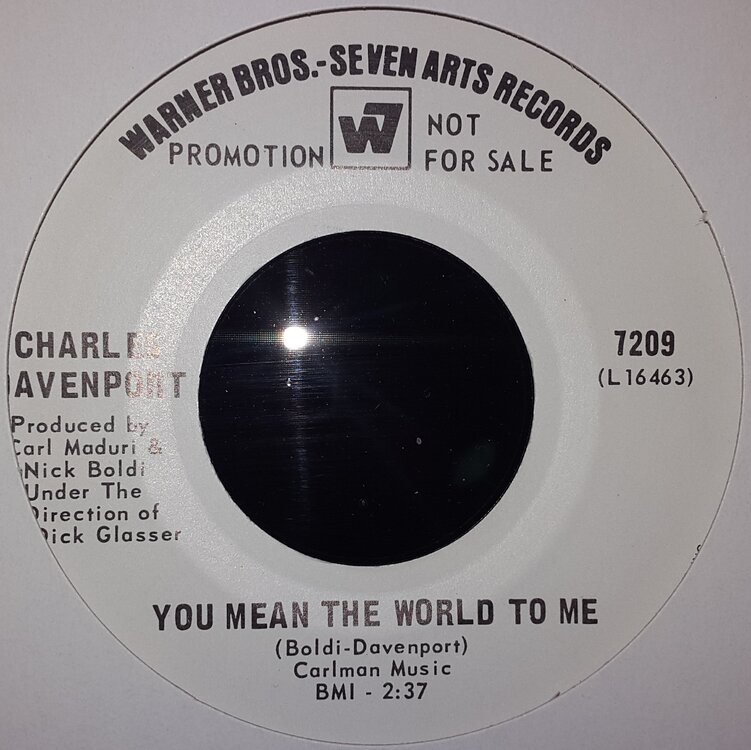 WARNER BROS.-SEVEN ARTS RECORDS
W7
PROMOTION NOT
FOR SALE
CHARLES
DAVENPORT
7209
(L16463)
Produced by
Carl Maduri &
Nick Boldi
Under The
Direction of
Dick Glasser
YOU MEAN THE WORLD TO ME
(Boldi-Davenport)
Carlman Music
BMI - 2:37